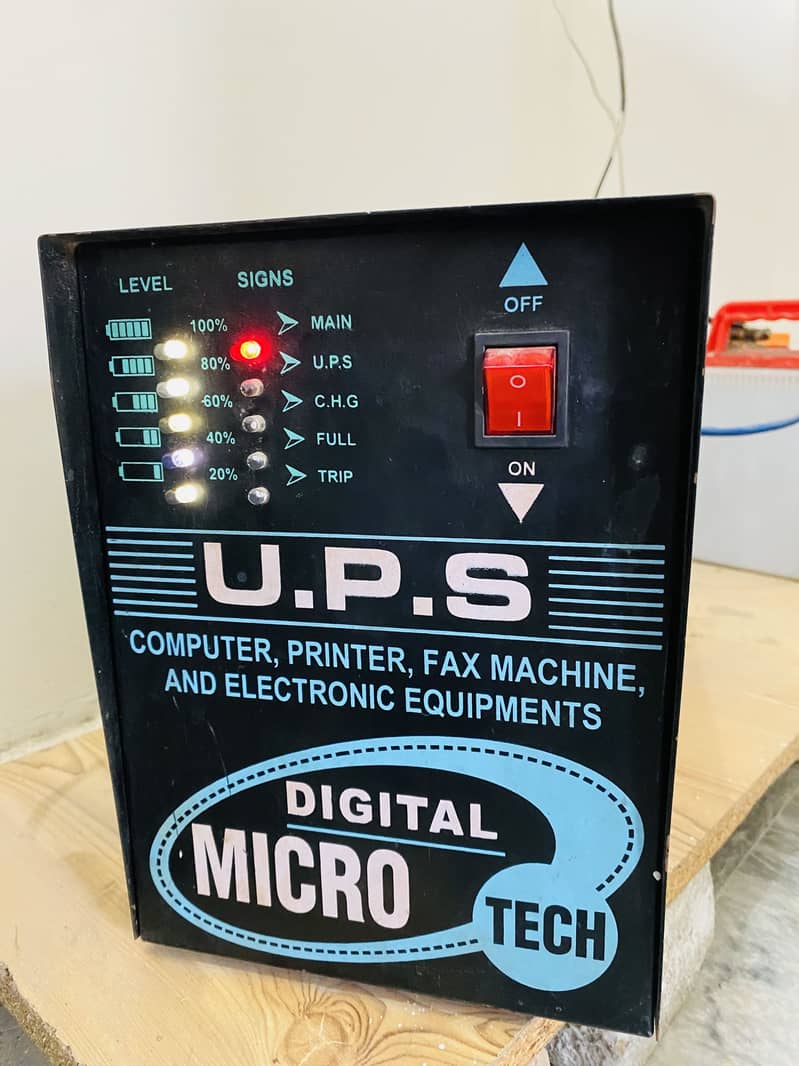 LEVEL SIGNS
OFF
100% MAIN
80% U.P.S
60% C.H.G
40% FULL
20% TRIP
O
I
ON
U.P.S
COMPUTER, PRINTER, FAX MACHINE,
AND ELECTRONIC EQUIPMENTS
DIGITAL
MICRO
TECH